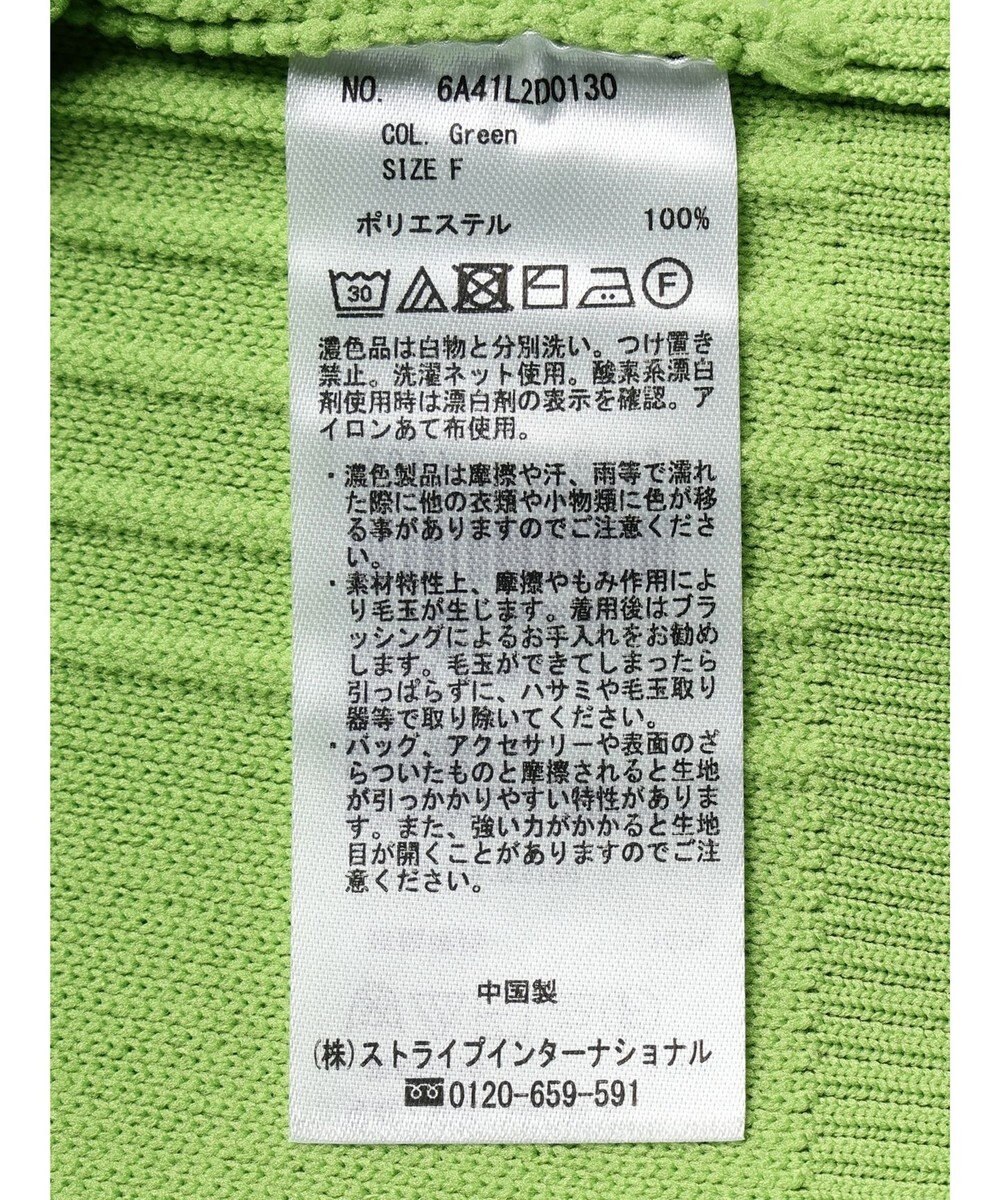 NO. 6A41L2D0130
COL. Green
SIZE F
ポリエステル 100%
30 F
濃色品は白物と分別洗い。つけ置き
禁止。洗濯ネット使用。酸素系漂白
剤使用時は漂白剤の表示を確認。ア
イロンあて布使用。
・濃色製品は摩擦や汗、雨等で濡れ
た際に他の衣類や小物類に色が移
る事がありますのでご注意くださ
い。
・素材特性上、摩擦やもみ作用によ
り毛玉が生じます。着用後はブラ
ッシングによるお手入れをお勧め
します。毛玉ができてしまったら
引っぱらずに、ハサミや毛玉取り
器等で取り除いてください。
・バッグ、アクセサリーや表面のざ
らついたものと摩擦されると生地
が引っかかりやすい特性がありま
す。また、強い力がかかると生地
目が開くことがありますのでご注
意ください。
中国製
(株)ストライプインターナショナル
0120-659-591